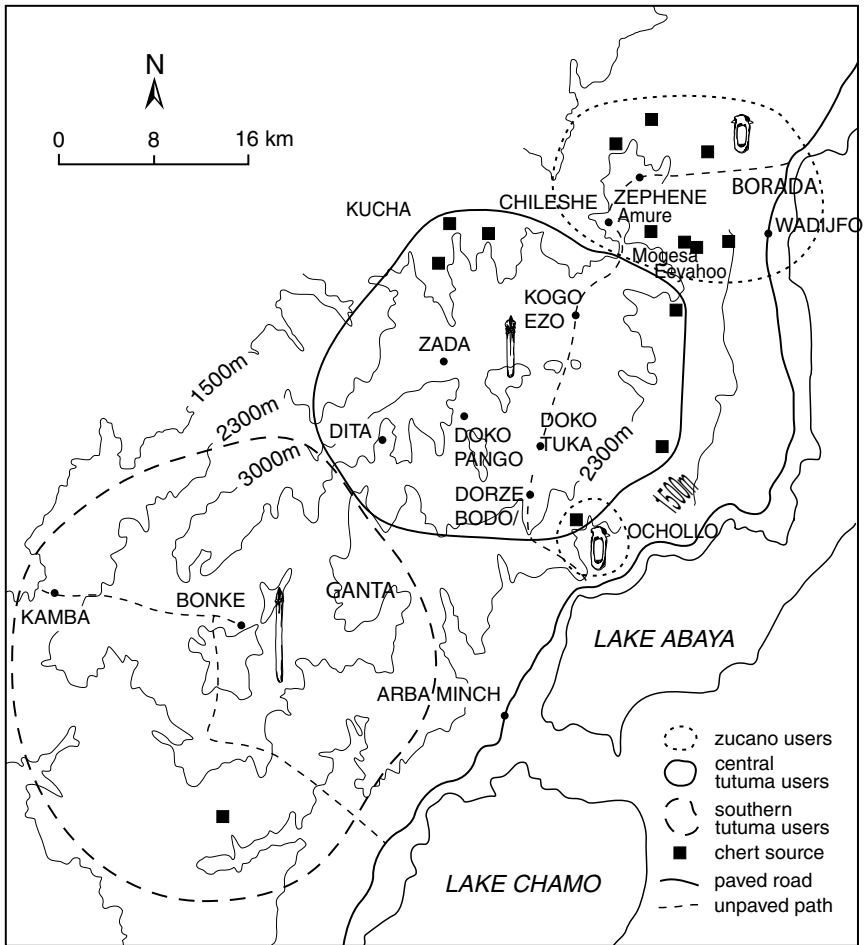 N
0 8 16 km
KUCHA
CHILESHE
ZEPHENE
Amure
BORADA
WADIJFO
Mogesa
Eeyahoo
KOGO
EZO
ZADA
1500m
2300m
3000m
DITA
DOKO
PANGO
DOKO
TUKA
2300m
1500m
DORZE
BODO/
OCHOLLO
KAMBA
BONKE
GANTA
ARBA MINCH
LAKE ABAYA
LAKE CHAMO
zucano users
central
tutuma users
southern
tutuma users
chert source
paved road
unpaved path